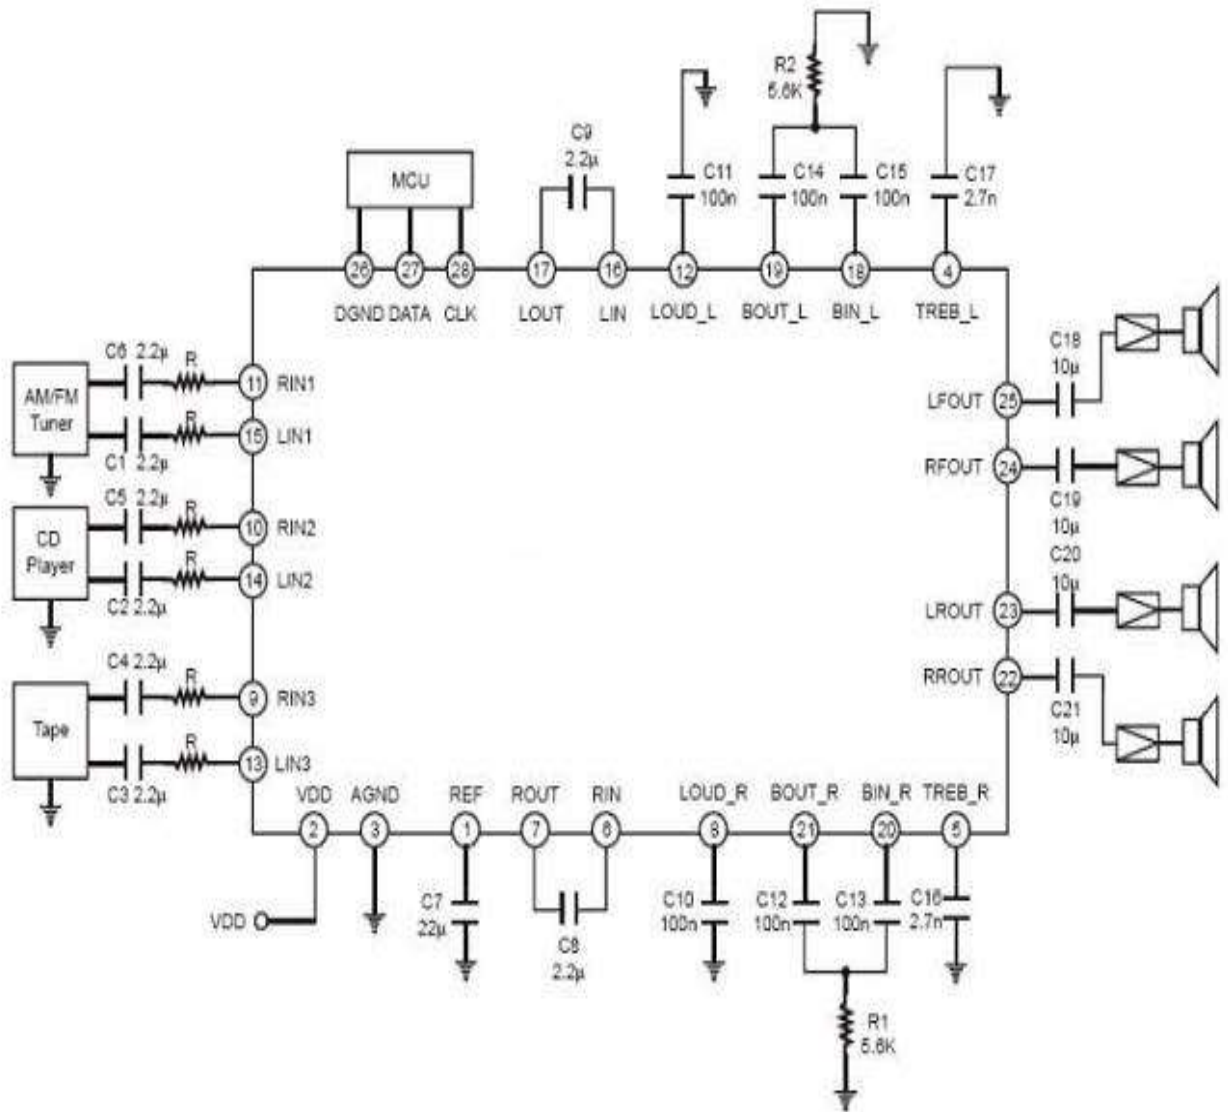 R2
5.6K
C9
2.2μ
C11
100n
C14
100n
C15
100n
C17
2.7n
MCU
26
27
28
17
16
12
19
18
4
DGND DATA CLK
LOUT
LIN
LOUD_L
BOUT_L
BIN_L
TREB_L
C6 2.2μ
R
AM/FM
Tuner
11
RIN1
R
15
LIN1
C1 2.2μ
C5 2.2μ
R
CD
Player
10
RIN2
R
14
LIN2
C2 2.2μ
C4 2.2μ
R
Tape
9
RIN3
R
13
LIN3
C3 2.2μ
C18
10μ
LFOUT
25
RFOUT
24
C19
10μ
C20
10μ
LROUT
23
RROUT
22
C21
10μ
VDD
AGND
REF
ROUT
RIN
LOUD_R
BOUT_R
BIN_R
TREB_R
2
3
1
7
6
8
21
20
5
VDD
C7
22μ
C8
2.2μ
C10
100n
C12
100n
C13
100n
C16
2.7n
R1
5.6K